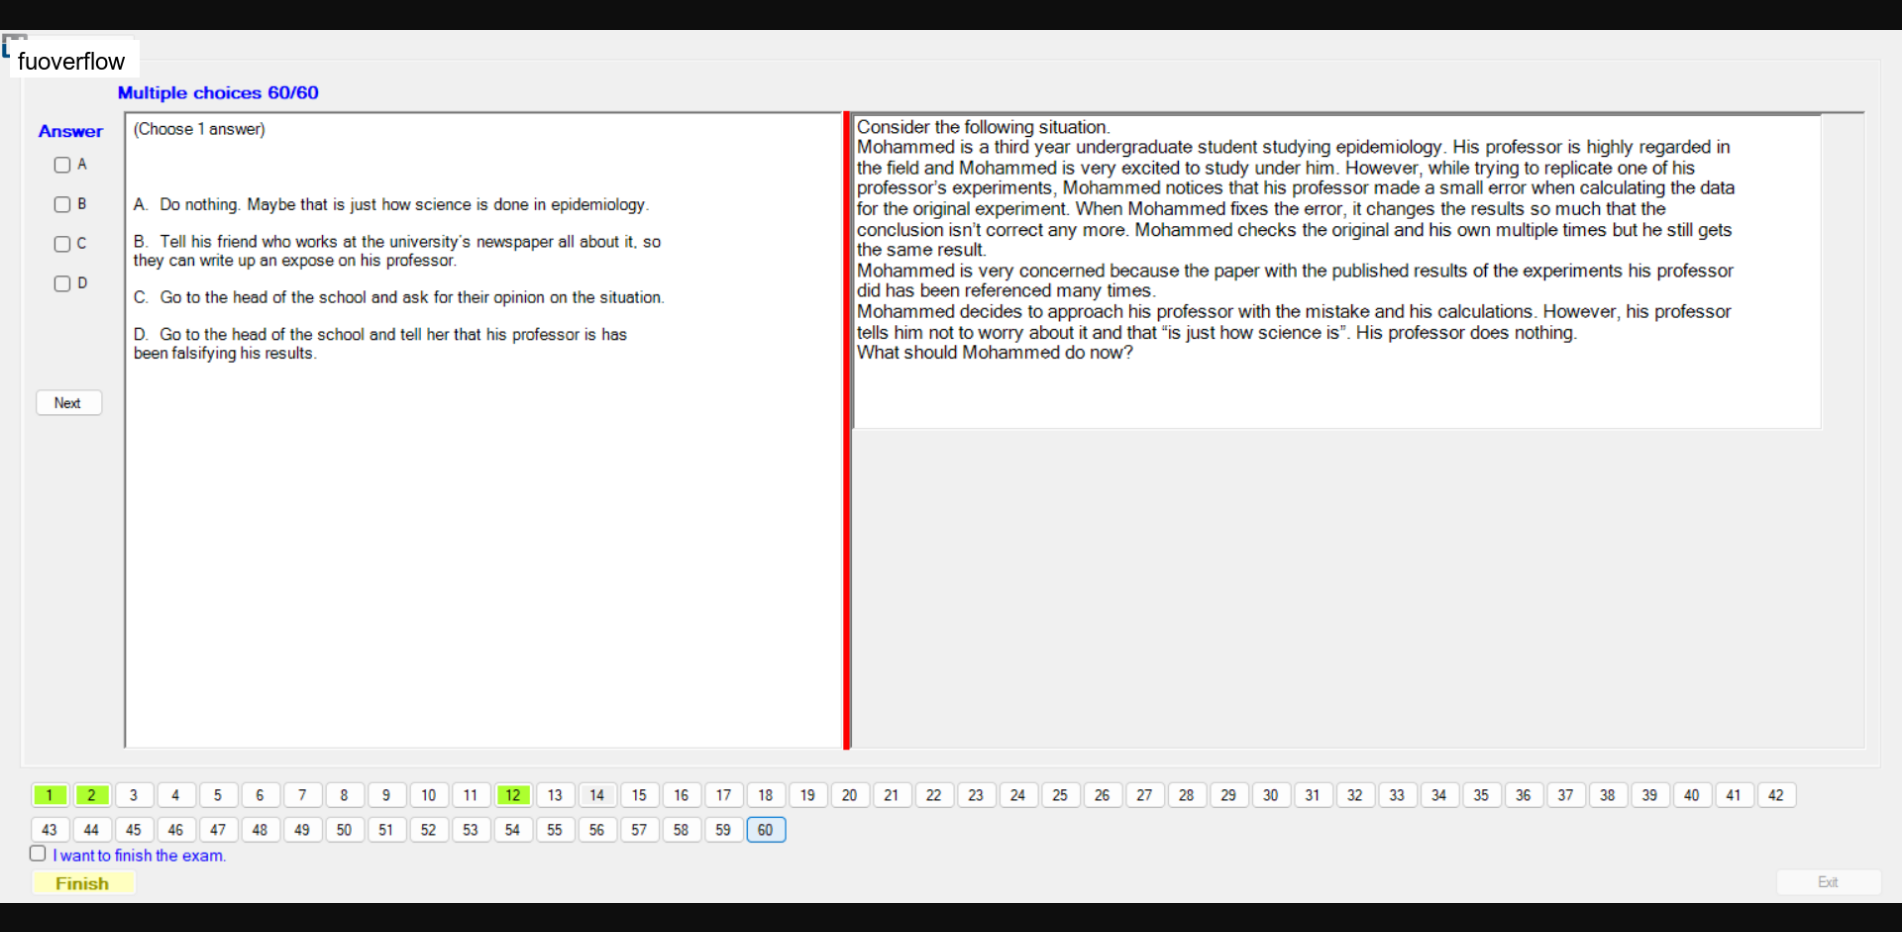 fuoverflow
Multiple choices 60/60
Answer
A
B
C
D
Next
(Choose 1 answer)
A. Do nothing. Maybe that is just how science is done in epidemiology.
B. Tell his friend who works at the university's newspaper all about it, so
they can write up an expose on his professor.
C. Go to the head of the school and ask for their opinion on the situation.
D. Go to the head of the school and tell her that his professor is has
been falsifying his results.
Consider the following situation.
Mohammed is a third year undergraduate student studying epidemiology. His professor is highly regarded in
the field and Mohammed is very excited to study under him. However, while trying to replicate one of his
professor's experiments, Mohammed notices that his professor made a small error when calculating the data
for the original experiment. When Mohammed fixes the error, it changes the results so much that the
conclusion isn't correct any more. Mohammed checks the original and his own multiple times but he still gets
the same result.
Mohammed is very concerned because the paper with the published results of the experiments his professor
did has been referenced many times.
Mohammed decides to approach his professor with the mistake and his calculations. However, his professor
tells him not to worry about it and that “is just how science is”. His professor does nothing.
What should Mohammed do now?
1 2 3 4 5 6 7 8 9 10 11 12 13 14 15 16 17 18 19 20 21 22 23 24 25 26 27 28 29 30 31 32 33 34 35 36 37 38 39 40 41 42
43 44 45 46 47 48 49 50 51 52 53 54 55 56 57 58 59 60
I want to finish the exam.
Finish
Exit